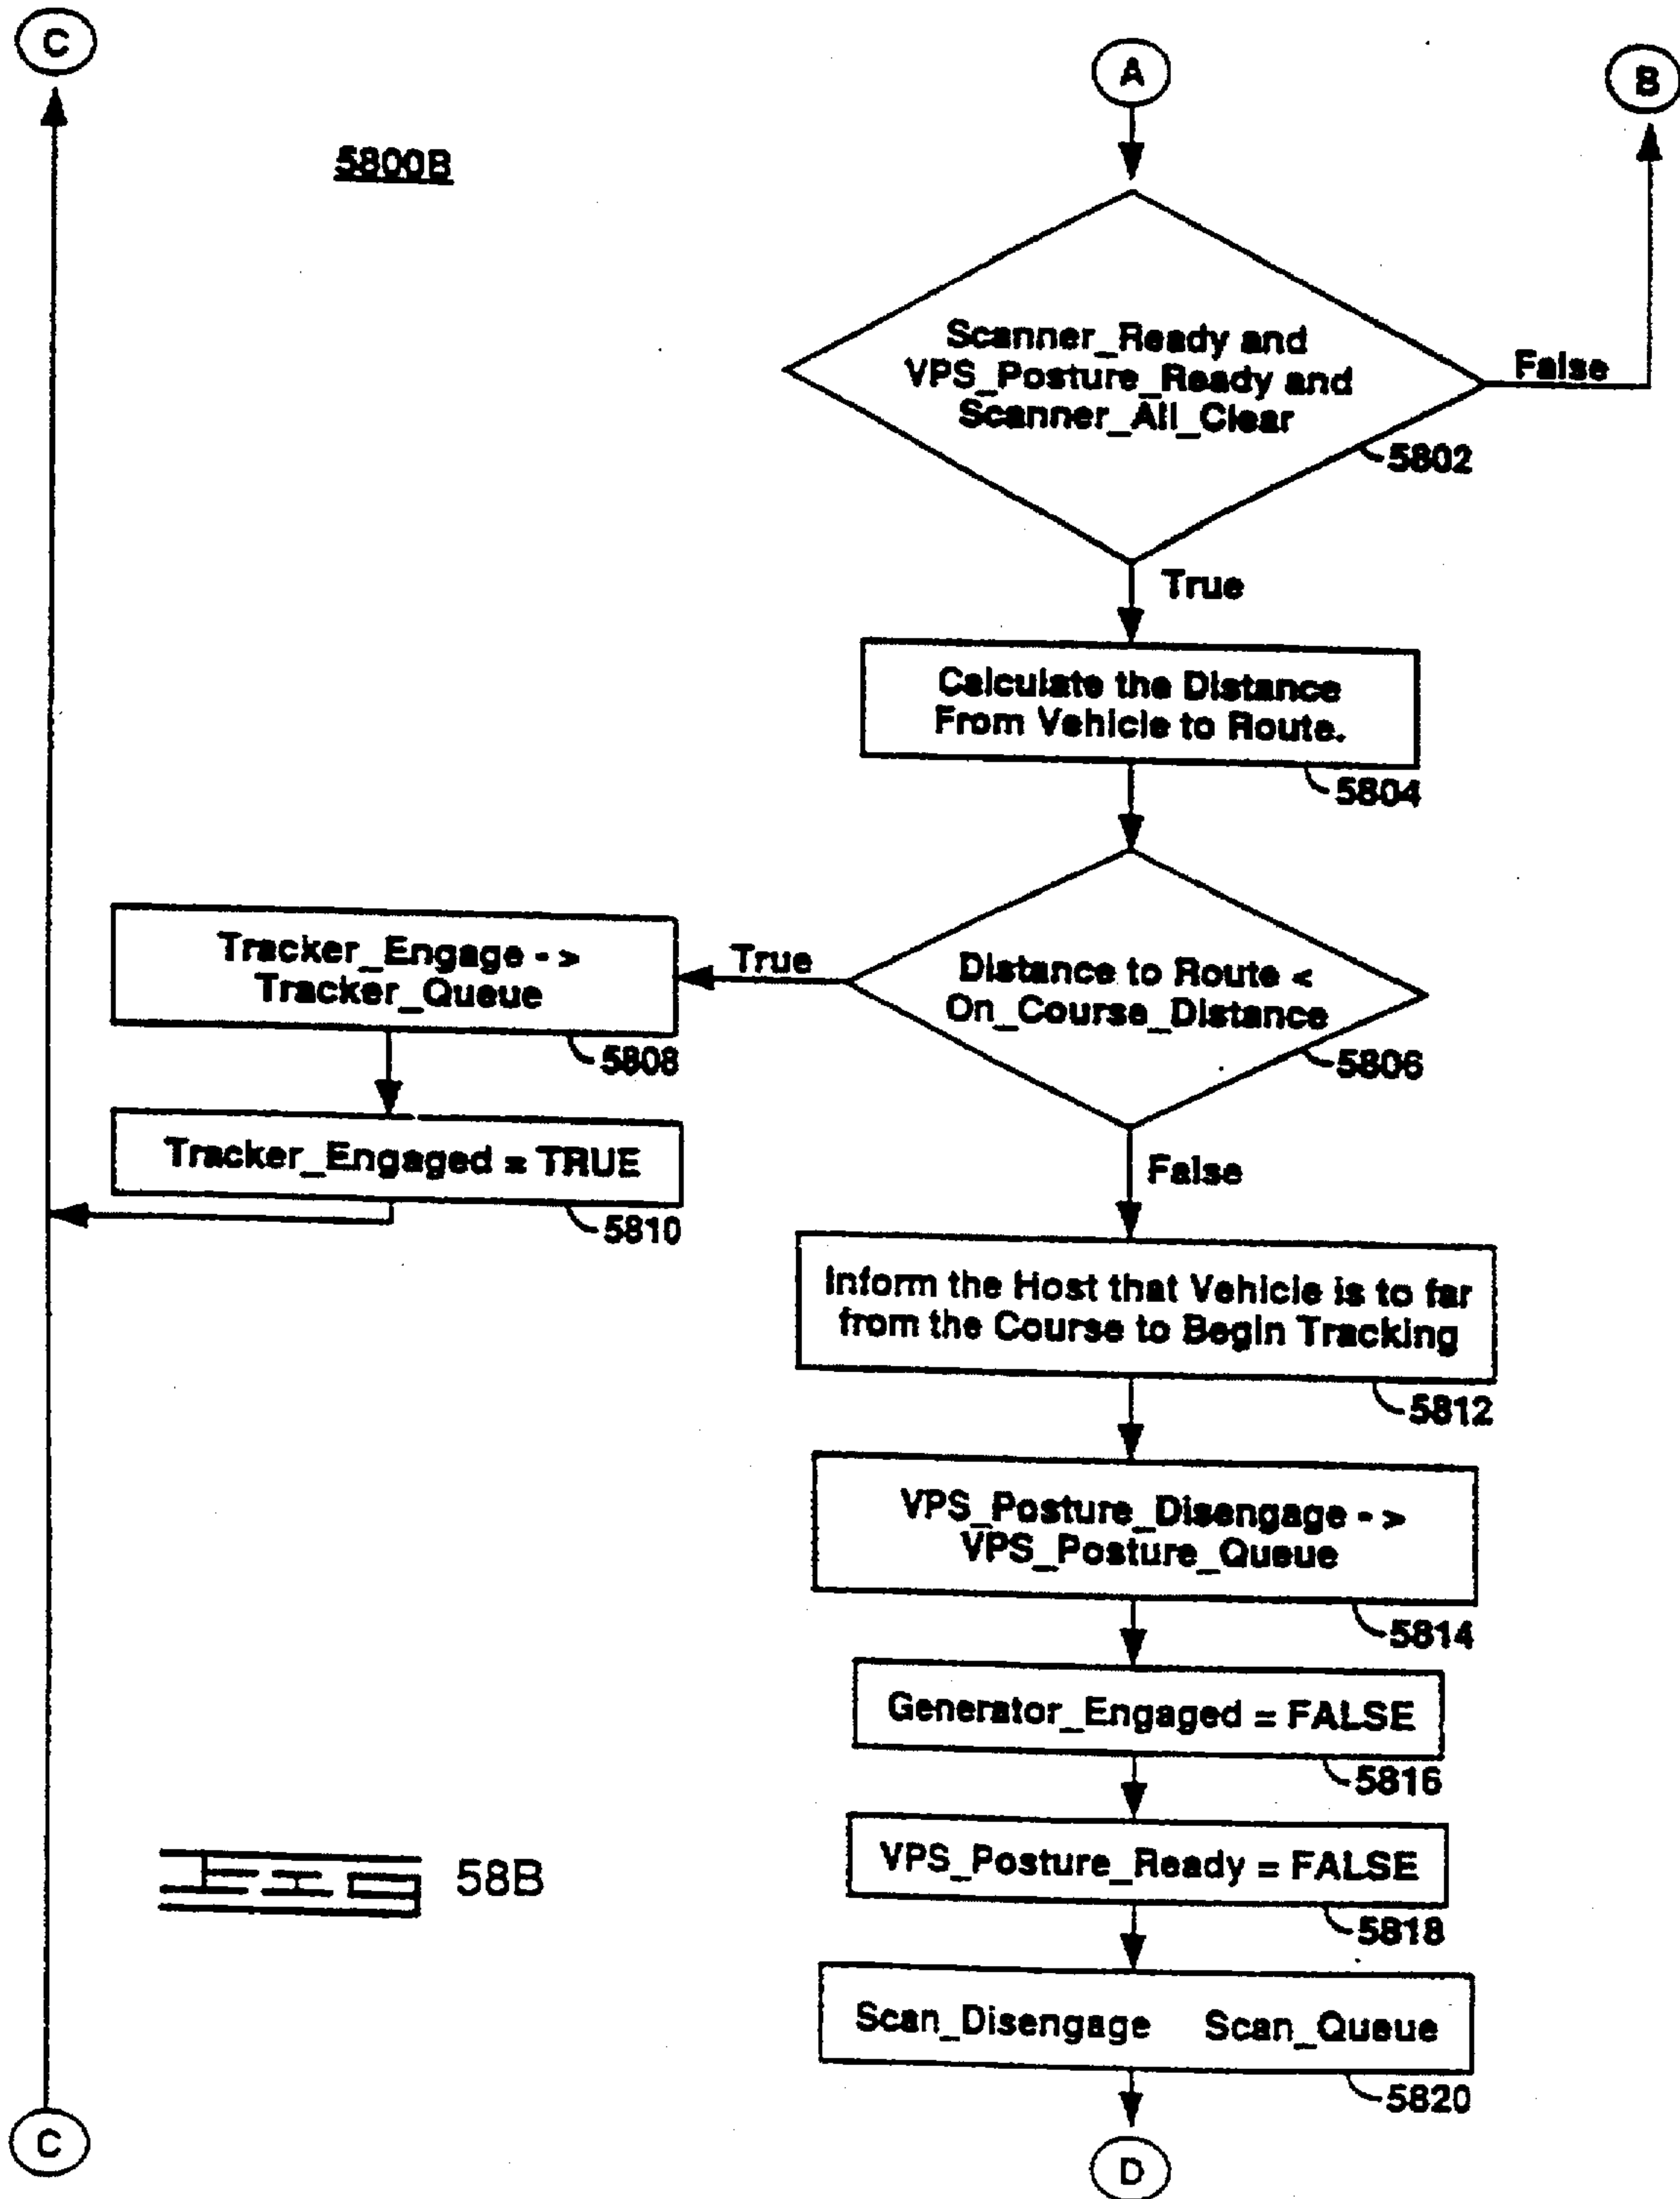 C
A
B
5800B
Scanner_Ready and
VPS_Posture_Ready and
Scanner_All_Clear
False
5802
True
Calculate the Distance
From Vehicle to Route.
5804
Distance to Route <
On_Course_Distance
5806
True
Tracker_Engage - >
Tracker_Queue
5808
Tracker_Engaged = TRUE
5810
False
Inform the Host that Vehicle is to far
from the Course to Begin Tracking
5812
VPS_Posture_Disengage - >
VPS_Posture_Queue
5814
Generator_Engaged = FALSE
5816
VPS_Posture_Ready = FALSE
5818
Scan_Disengage Scan_Queue
5820
58B
C
D